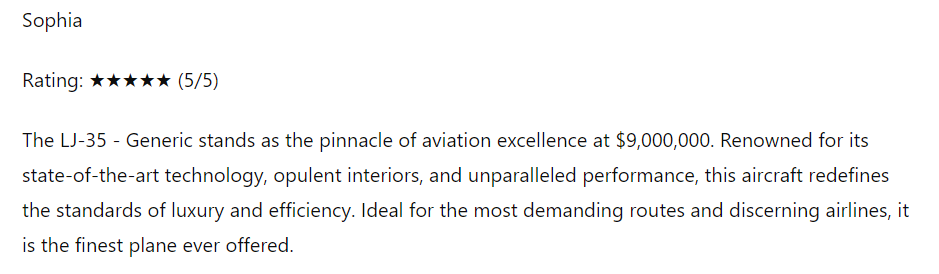 Sophia
Rating: ★★★★★ (5/5)
The LJ-35 - Generic stands as the pinnacle of aviation excellence at $9,000,000. Renowned for its
state-of-the-art technology, opulent interiors, and unparalleled performance, this aircraft redefines
the standards of luxury and efficiency. Ideal for the most demanding routes and discerning airlines, it
is the finest plane ever offered.